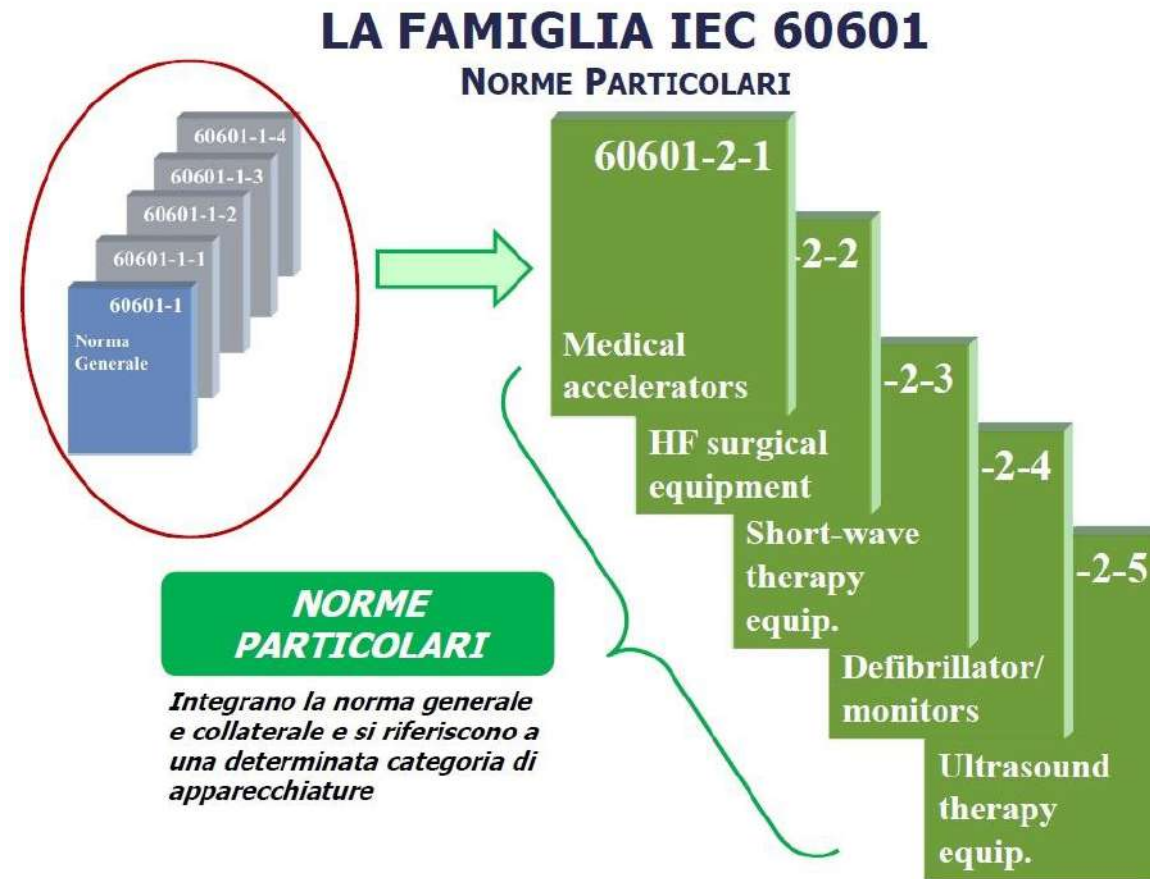 LA FAMIGLIA IEC 60601
NORME PARTICOLARI
60601-1-4
60601-1-3
60601-1-2
60601-1-1
60601-1
Norma
Generale
60601-2-1
Medical
accelerators
-2-2
HF surgical
equipment
-2-3
Short-wave
therapy
equip.
-2-4
Defibrillator/
monitors
-2-5
Ultrasound
therapy
equip.
NORME
PARTICOLARI
Integrano la norma generale
e collaterale e si riferiscono a
una determinata categoria di
apparecchiature